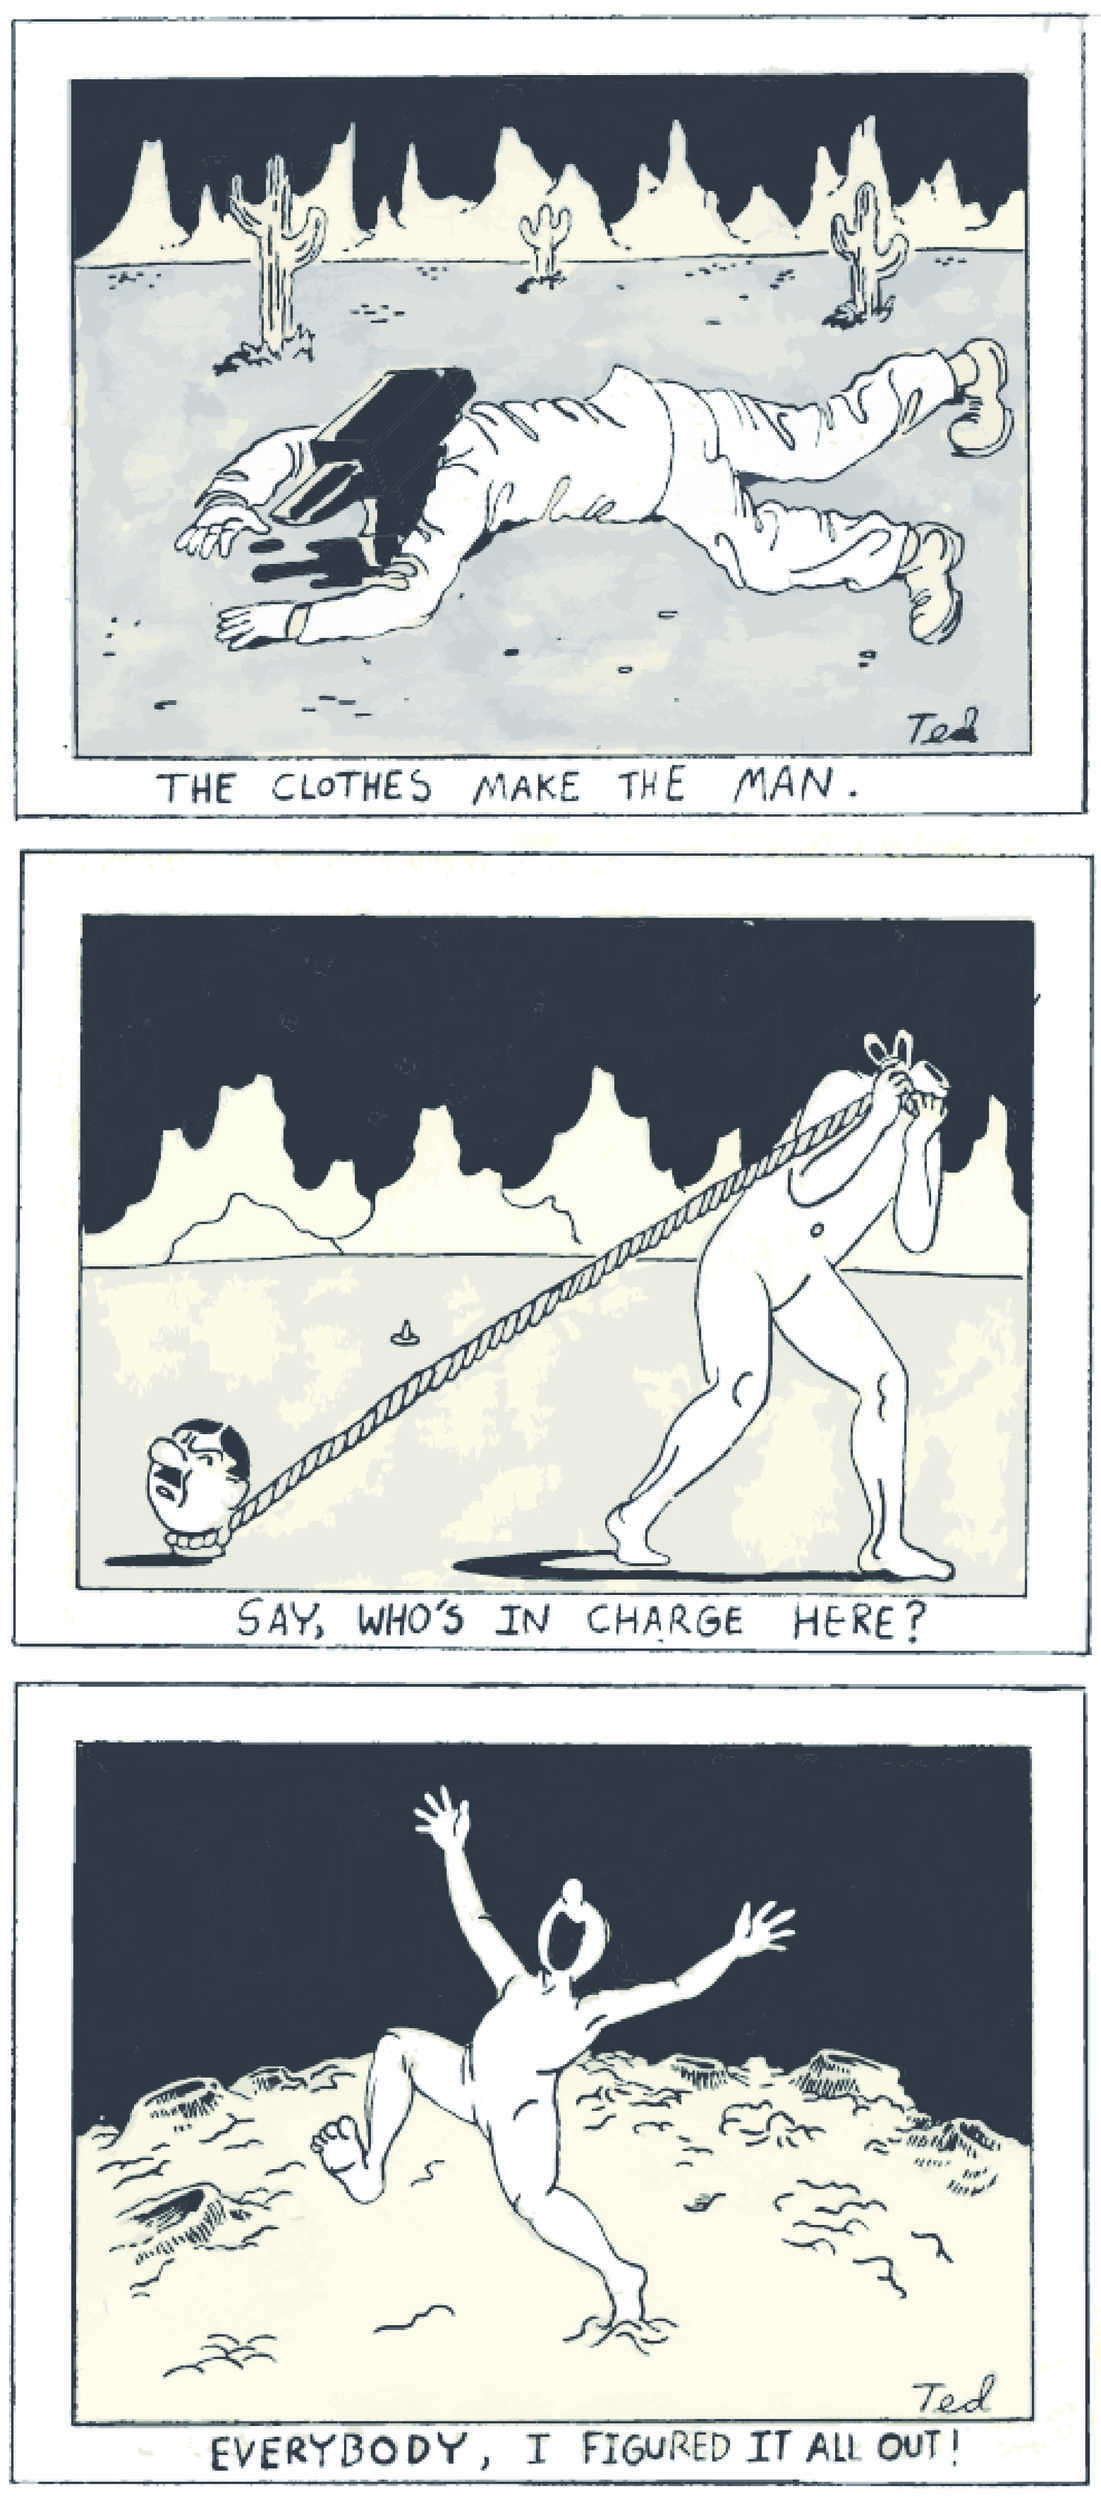 Ted
THE CLOTHES MAKE THE MAN.
SAY, WHO'S IN CHARGE HERE?
Ted
EVERYBODY, I FIGURED IT ALL OUT!